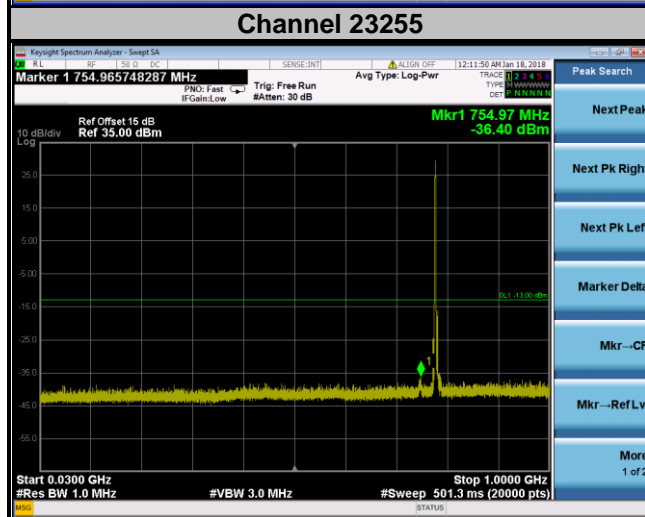 Channel 23255
Keysight Spectrum Analyzer - Swept SA
RL RF 50 Ω DC SENSE:INT ALIGN OFF 12:11:50 AM Jan 18, 2018
Marker 1 754.965748287 MHz Avg Type: Log-Pwr TRACE 1 2 3 4 5 6
PNO: Fast Trig: Free Run TYPE M WWWWW
IFGain:Low #Atten: 30 dB DET P N N N N N
Peak Search
Next Peak
Next Pk Right
Next Pk Left
Marker Delta
Mkr→CF
Mkr→Ref Lv
More
1 of 2
Ref Offset 15 dB Mkr1 754.97 MHz
10 dB/div Ref 35.00 dBm -36.40 dBm
Log
25.0
15.0
5.00
-5.00
DL1 -13.00 dBm
-15.0
-25.0
1
-35.0
-45.0
-55.0
Start 0.0300 GHz Stop 1.0000 GHz
#Res BW 1.0 MHz #VBW 3.0 MHz #Sweep 501.3 ms (20000 pts)
MSG STATUS